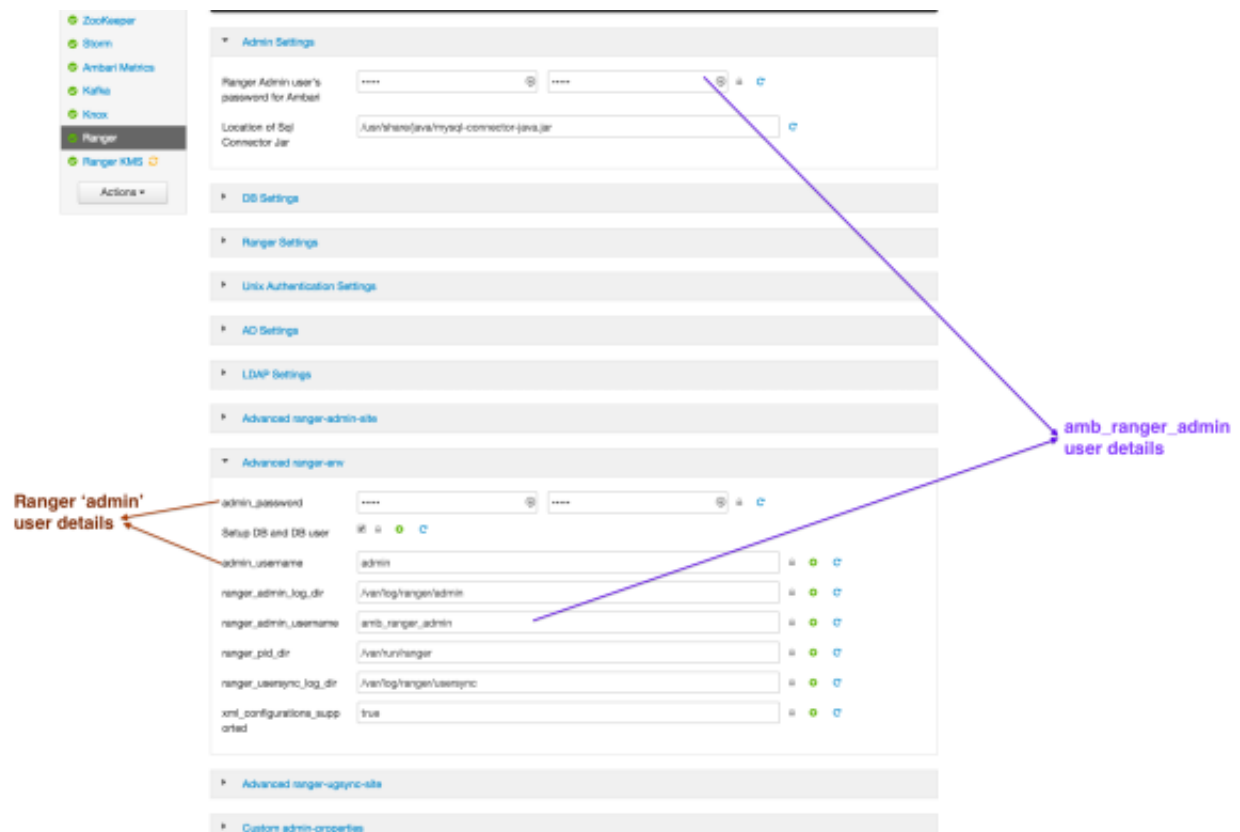 ZooKeeper
Storm
Ambari Metrics
Kafka
Knox
Ranger
Ranger KMS
Actions
Admin Settings
Ranger Admin user's
password for Ambari
•••••
•••••
Location of Sql
Connector Jar
/usr/share/java/mysql-connector-java.jar
DB Settings
Ranger Settings
Unix Authentication Settings
AD Settings
LDAP Settings
Advanced ranger-admin-site
Advanced ranger-env
admin_password
•••••
•••••
Setup DB and DB user
admin_username
admin
ranger_admin_log_dir
/var/log/ranger/admin
ranger_admin_username
amb_ranger_admin
ranger_pid_dir
/var/run/ranger
ranger_usersync_log_dir
/var/log/ranger/usersync
xml_configurations_supp
orted
true
Advanced ranger-ugsync-site
Custom admin-properties
Ranger ‘admin’
user details
amb_ranger_admin
user details